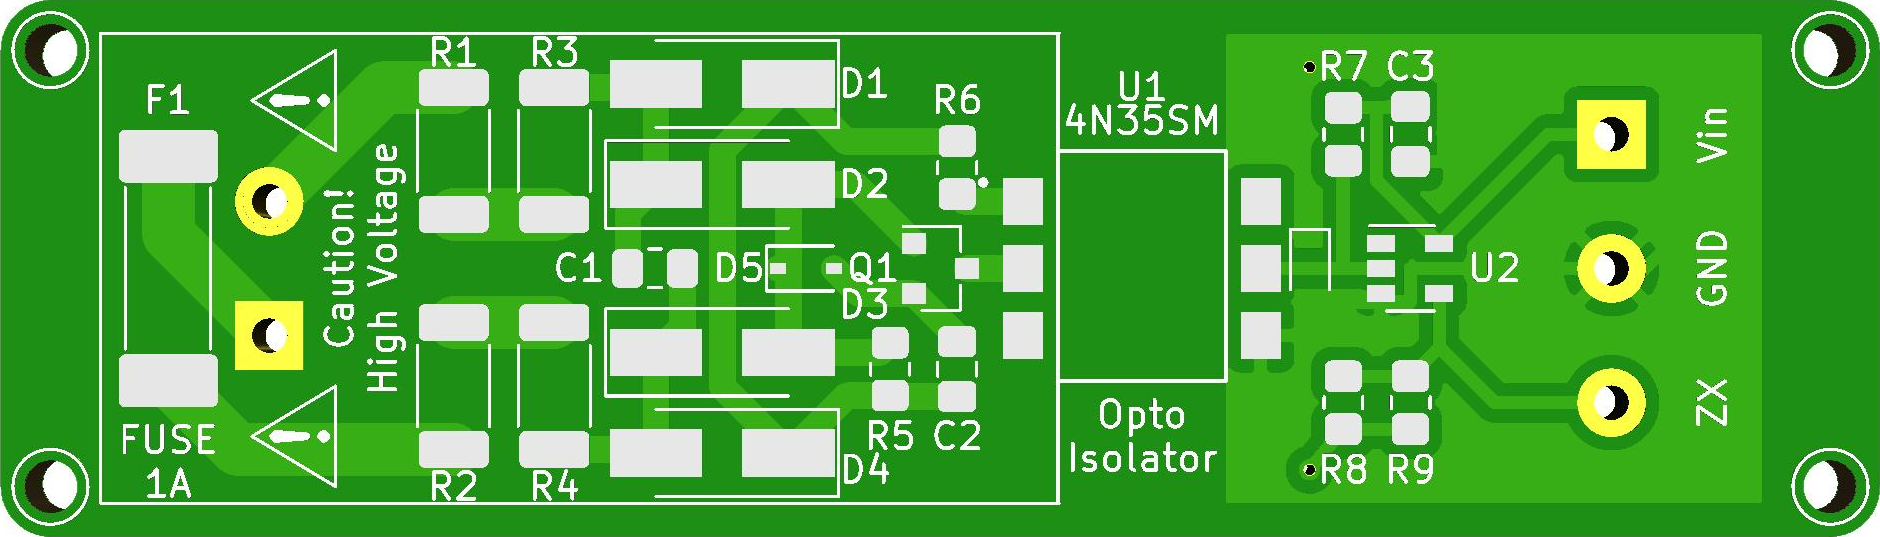 F1
FUSE
1A
Caution!
High Voltage
R1
R3
R2
R4
D1
D2
C1
D5
Q1
D3
D4
R6
R5
C2
U1
4N35SM
Opto
Isolator
R7
C3
U2
R8
R9
Vin
GND
ZX